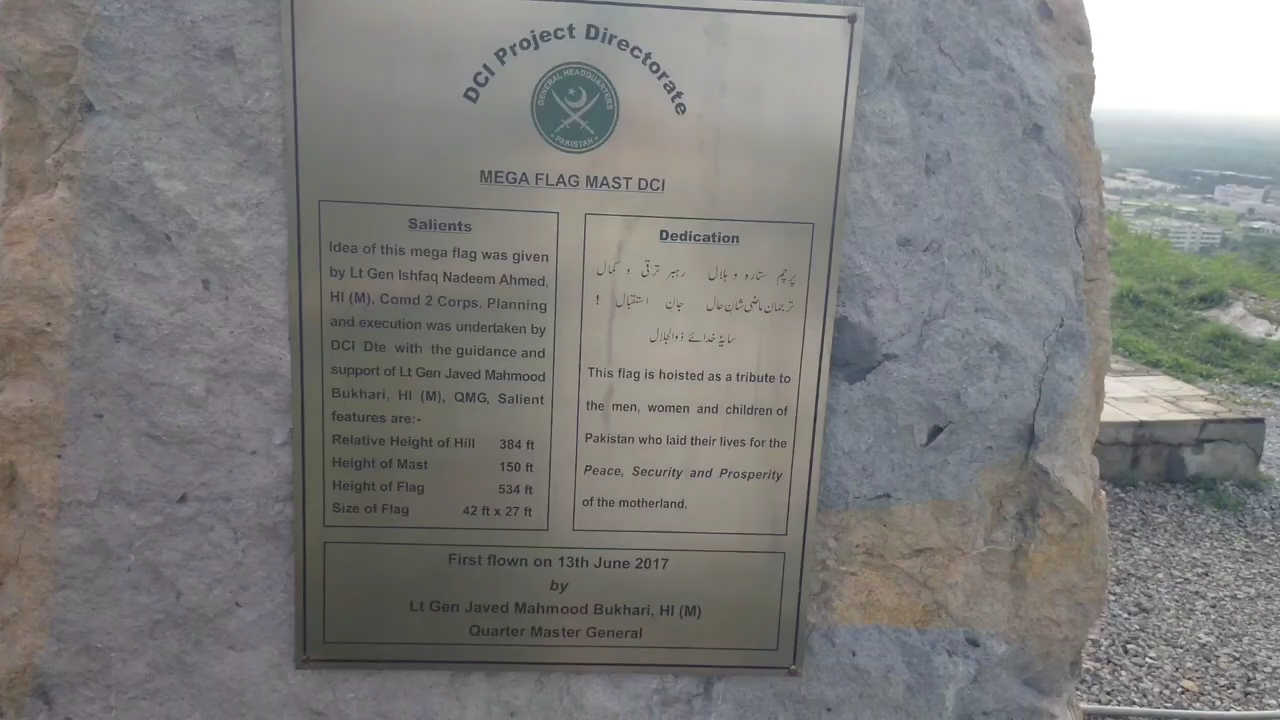 DCI Project Directorate
GENERAL HEADQUARTERS
PAKISTAN
MEGA FLAG MAST DCI
Salients
Idea of this mega flag was given
by Lt Gen Ishfaq Nadeem Ahmed,
HI (M), Comd 2 Corps. Planning
and execution was undertaken by
DCI Dte with the guidance and
support of Lt Gen Javed Mahmood
Bukhari, HI (M), QMG, Salient
features are:-
Relative Height of Hill 384 ft
Height of Mast 150 ft
Height of Flag 534 ft
Size of Flag 42 ft x 27 ft
Dedication
پرچم ستارہ و ہلال رہبر ترقی و کمال
ترجمان ماضی شان حال جان استقبال !
سایۂ خدائے ذوالجلال
This flag is hoisted as a tribute to
the men, women and children of
Pakistan who laid their lives for the
Peace, Security and Prosperity
of the motherland.
First flown on 13th June 2017
by
Lt Gen Javed Mahmood Bukhari, HI (M)
Quarter Master General